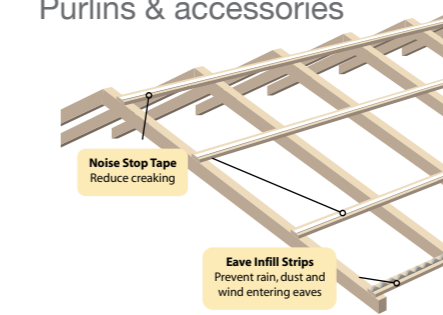 Purlins & accessories
Noise Stop Tape
Reduce creaking
Eave Infill Strips
Prevent rain, dust and
wind entering eaves